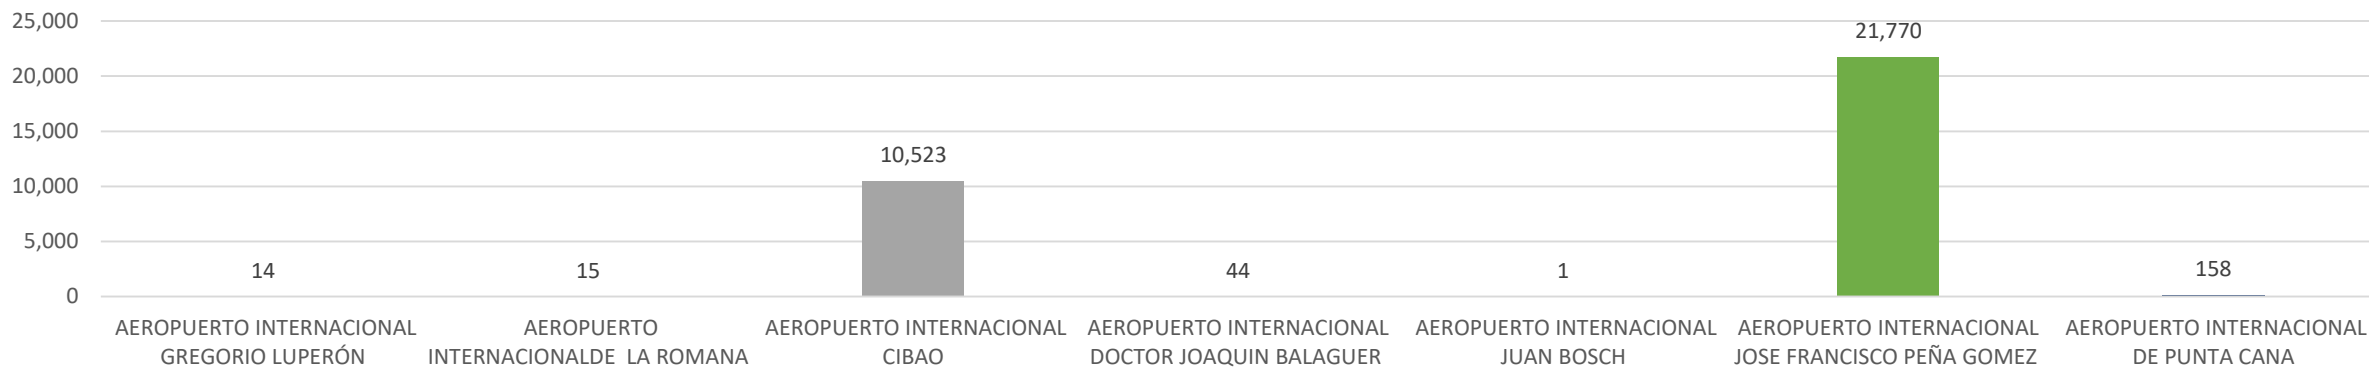 25,000
20,000
15,000
10,000
5,000
0
14
15
10,523
44
1
21,770
158
AEROPUERTO INTERNACIONAL
GREGORIO LUPERÓN
AEROPUERTO
INTERNACIONALDE LA ROMANA
AEROPUERTO INTERNACIONAL
CIBAO
AEROPUERTO INTERNACIONAL
DOCTOR JOAQUIN BALAGUER
AEROPUERTO INTERNACIONAL
JUAN BOSCH
AEROPUERTO INTERNACIONAL
JOSE FRANCISCO PEÑA GOMEZ
AEROPUERTO INTERNACIONAL
DE PUNTA CANA